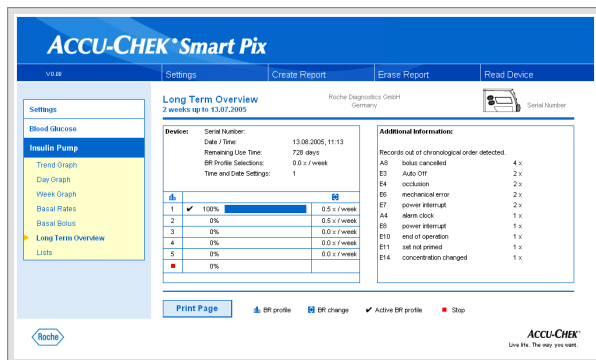 ACCU-CHEK® Smart Pix
V0.00
Settings
Create Report
Erase Report
Read Device
Settings
Blood Glucose
Insulin Pump
Trend Graph
Day Graph
Week Graph
Basal Rates
Basal Bolus
Long Term Overview
Lists
Long Term Overview
2 weeks up to 13.07.2005
Roche Diagnostics GmbH
Germany
Serial Number
Device: Serial Number:
Date / Time: 13.08.2005, 11:13
Remaining Use Time: 728 days
BR Profile Selections: 0.0 x / week
Time and Date Settings: 1
1 ✔ 100% 0.5 x / week
2 0% 0.5 x / week
3 0% 0.0 x / week
4 0% 0.0 x / week
5 0% 0.0 x / week
0%
Additional Information:
Records out of chronological order detected.
A8 bolus cancelled 4 x
E3 Auto Off 2 x
E4 occlusion 2 x
E6 mechanical error 2 x
E7 power interrupt 2 x
A4 alarm clock 1 x
E8 power interrupt 1 x
E10 end of operation 1 x
E11 set not primed 1 x
E14 concentration changed 1 x
Print Page
BR profile
BR change
✔ Active BR profile
Stop
Roche
ACCU-CHEK®
Live life. The way you want.